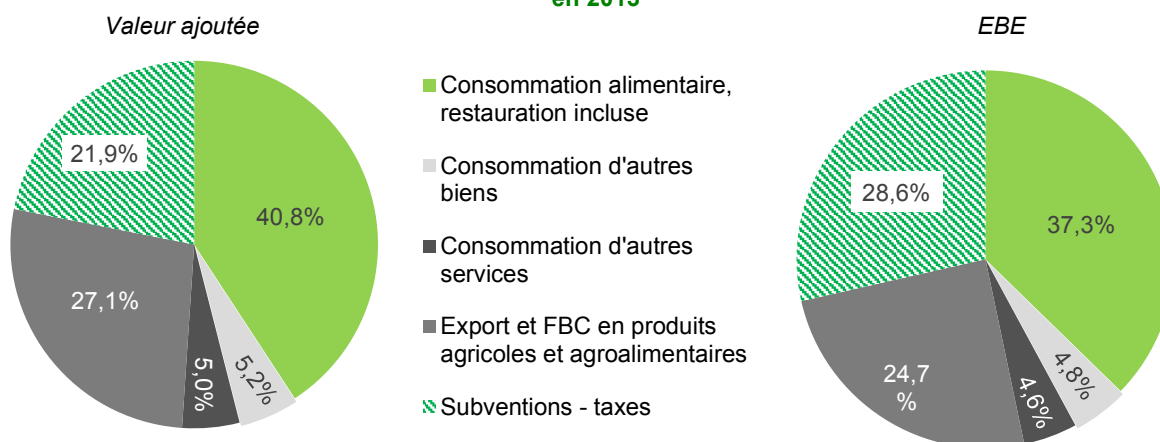 Valeur ajoutée
EBE
21,9%
40,8%
27,1%
5,0%
5,2%
Consommation alimentaire,
restauration incluse
Consommation d'autres
biens
Consommation d'autres
services
Export et FBC en produits
agricoles et agroalimentaires
Subventions - taxes
28,6%
37,3%
24,7
%
4,6%
4,8%